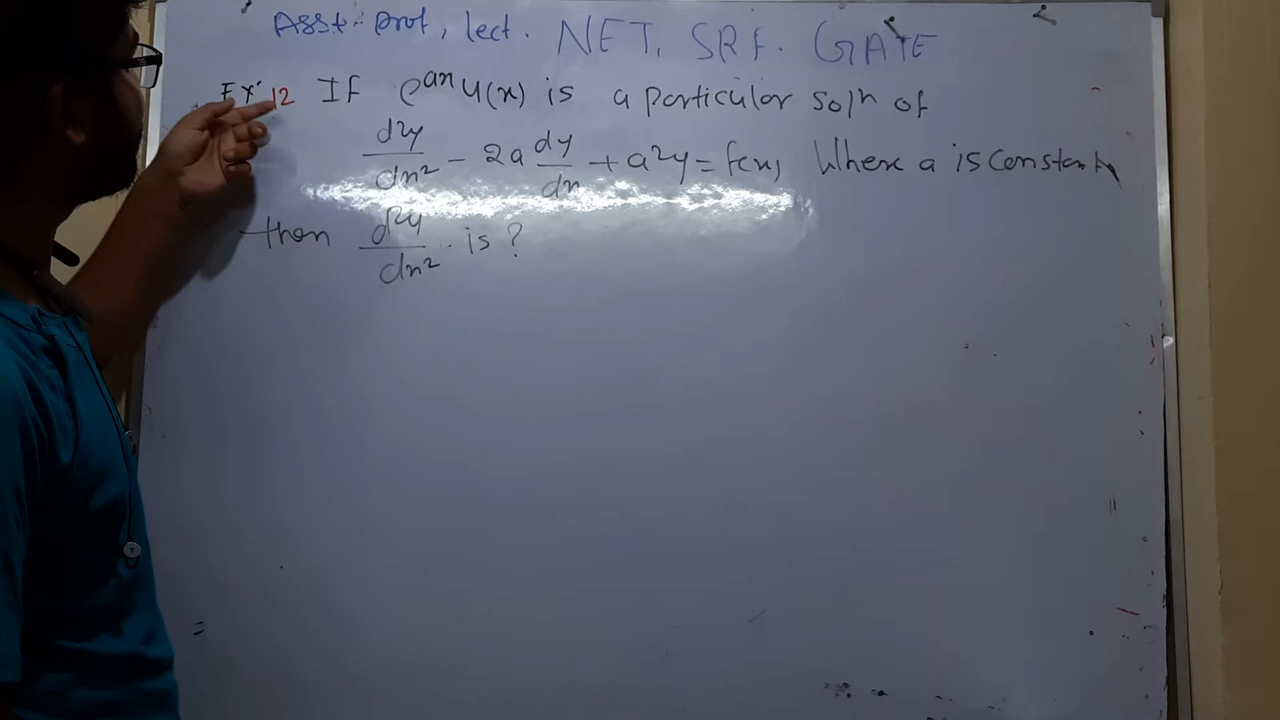 Asst. prof, lect. NET, SRF. GATE
Ex 12 If e^{ax} u(x) is a particular soln of
d²y/dx² - 2a dy/dx + a²y = f(x), Where a is constant,
then d²y/dx² is ?